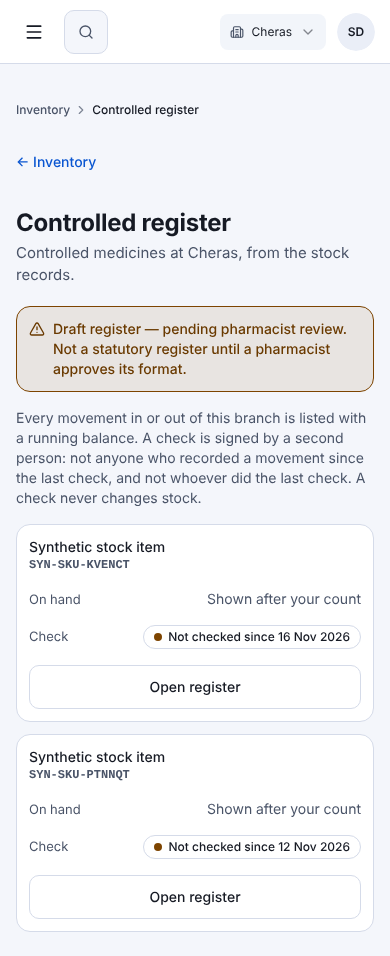 Cheras
SD
Inventory > Controlled register
← Inventory
Controlled register
Controlled medicines at Cheras, from the stock
records.
Draft register — pending pharmacist review.
Not a statutory register until a pharmacist
approves its format.
Every movement in or out of this branch is listed with
a running balance. A check is signed by a second
person: not anyone who recorded a movement since
the last check, and not whoever did the last check. A
check never changes stock.
Synthetic stock item
SYN-SKU-KVENCT
On hand Shown after your count
Check Not checked since 16 Nov 2026
Open register
Synthetic stock item
SYN-SKU-PTNNQT
On hand Shown after your count
Check Not checked since 12 Nov 2026
Open register